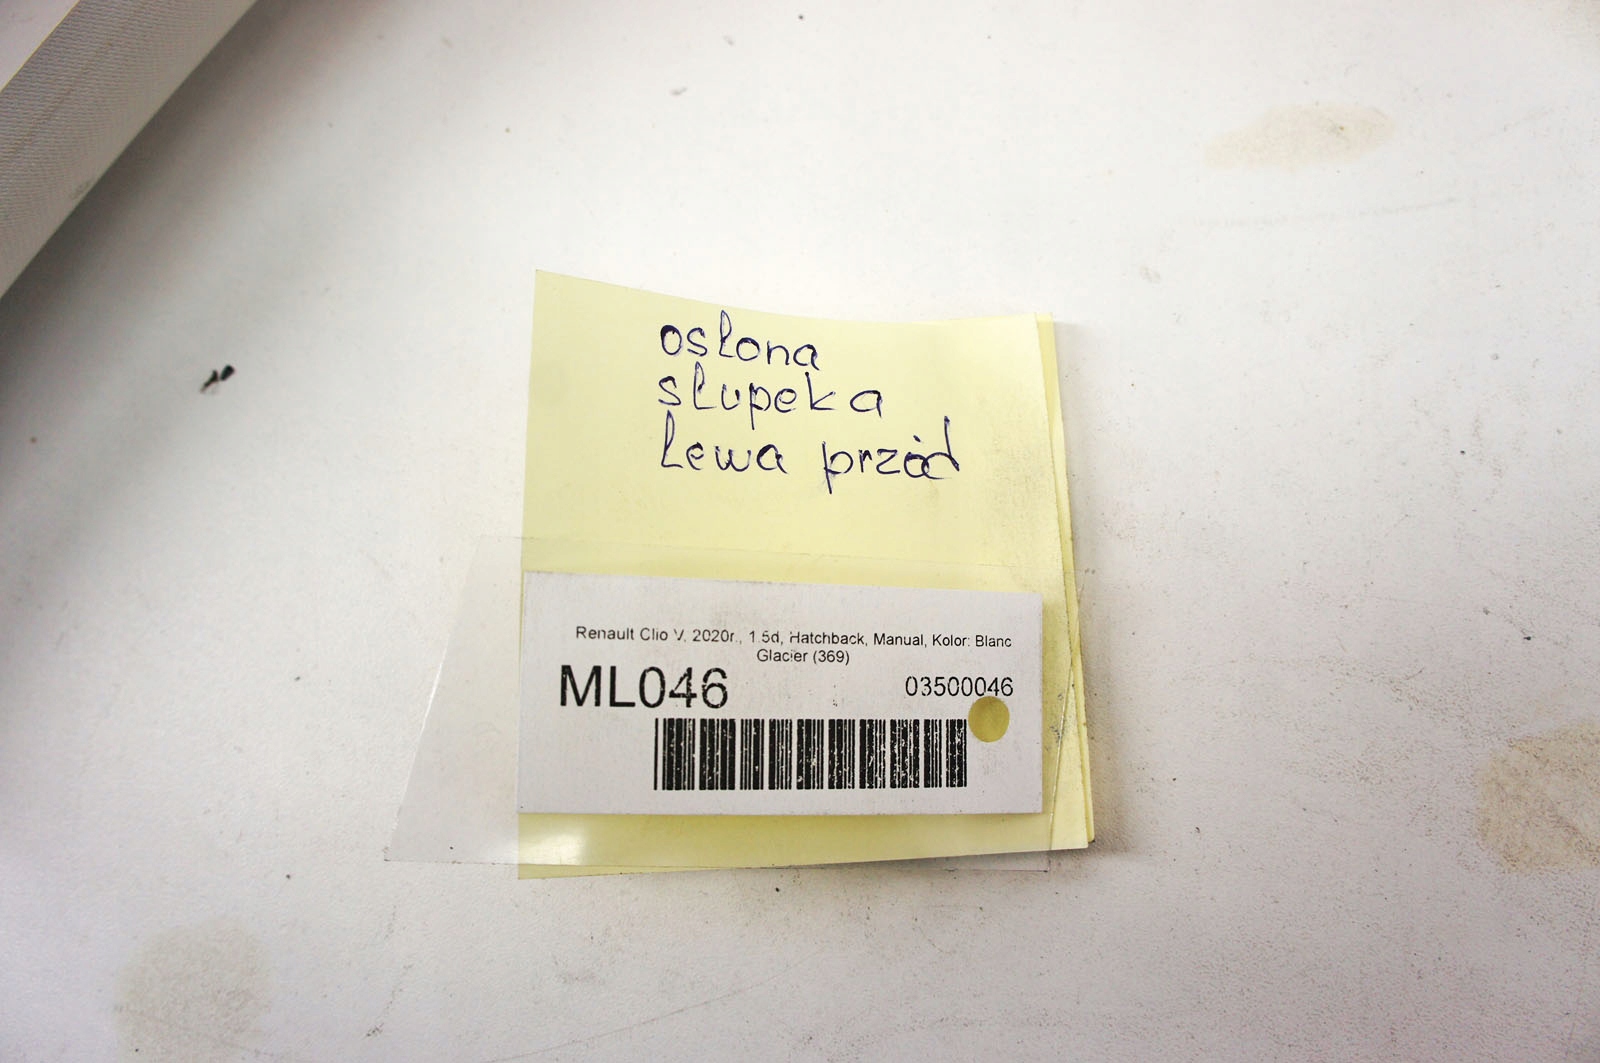 osłona
słupek a
lewa przód
Renault Clio V, 2020r., 1.5d, Hatchback, Manual, Kolor: Blanc
Glacier (369)
ML046
03500046